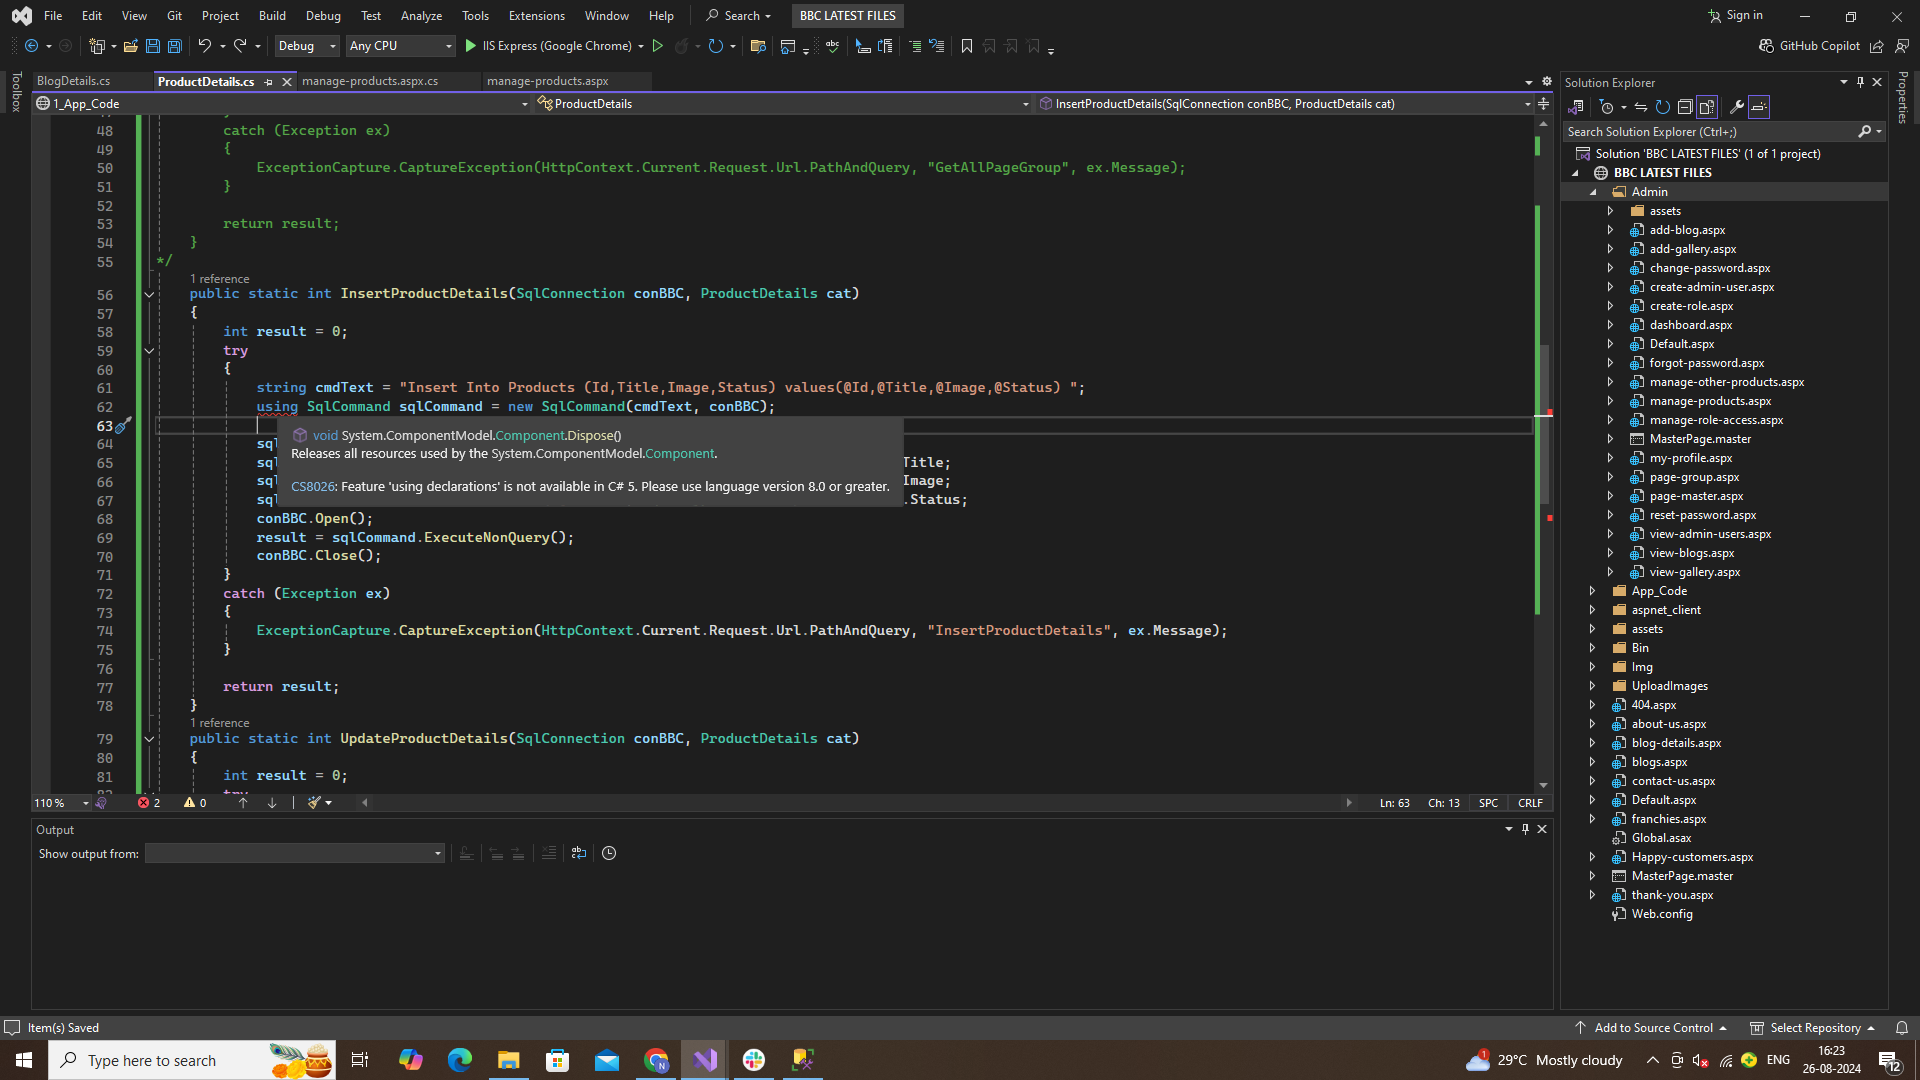 File Edit View Git Project Build Debug Test Analyze Tools Extensions Window Help Search BBC LATEST FILES Sign in
Debug Any CPU IIS Express (Google Chrome) GitHub Copilot
Toolbox
BlogDetails.cs ProductDetails.cs manage-products.aspx.cs manage-products.aspx
1_App_Code ProductDetails InsertProductDetails(SqlConnection conBBC, ProductDetails cat)
48 catch (Exception ex)
49 {
50 ExceptionCapture.CaptureException(HttpContext.Current.Request.Url.PathAndQuery, "GetAllPageGroup", ex.Message);
51 }
52
53 return result;
54 }
55 */
1 reference
56 public static int InsertProductDetails(SqlConnection conBBC, ProductDetails cat)
57 {
58 int result = 0;
59 try
60 {
61 string cmdText = "Insert Into Products (Id,Title,Image,Status) values(@Id,@Title,@Image,@Status) ";
62 using SqlCommand sqlCommand = new SqlCommand(cmdText, conBBC);
63
void System.ComponentModel.Component.Dispose()
Releases all resources used by the System.ComponentModel.Component.
CS8026: Feature 'using declarations' is not available in C# 5. Please use language version 8.0 or greater.
64 sql
65 sql Title;
66 sql Image;
67 sql .Status;
68 conBBC.Open();
69 result = sqlCommand.ExecuteNonQuery();
70 conBBC.Close();
71 }
72 catch (Exception ex)
73 {
74 ExceptionCapture.CaptureException(HttpContext.Current.Request.Url.PathAndQuery, "InsertProductDetails", ex.Message);
75 }
76
77 return result;
78 }
1 reference
79 public static int UpdateProductDetails(SqlConnection conBBC, ProductDetails cat)
80 {
81 int result = 0;
110 % 2 0 Ln: 63 Ch: 13 SPC CRLF
Output
Show output from:
Solution Explorer
Search Solution Explorer (Ctrl+;)
Solution 'BBC LATEST FILES' (1 of 1 project)
BBC LATEST FILES
Admin
assets
add-blog.aspx
add-gallery.aspx
change-password.aspx
create-admin-user.aspx
create-role.aspx
dashboard.aspx
Default.aspx
forgot-password.aspx
manage-other-products.aspx
manage-products.aspx
manage-role-access.aspx
MasterPage.master
my-profile.aspx
page-group.aspx
page-master.aspx
reset-password.aspx
view-admin-users.aspx
view-blogs.aspx
view-gallery.aspx
App_Code
aspnet_client
assets
Bin
Img
UploadImages
404.aspx
about-us.aspx
blog-details.aspx
blogs.aspx
contact-us.aspx
Default.aspx
franchies.aspx
Global.asax
Happy-customers.aspx
MasterPage.master
thank-you.aspx
Web.config
Properties
Item(s) Saved Add to Source Control Select Repository
Type here to search 1 29°C Mostly cloudy ENG 16:23
26-08-2024 12